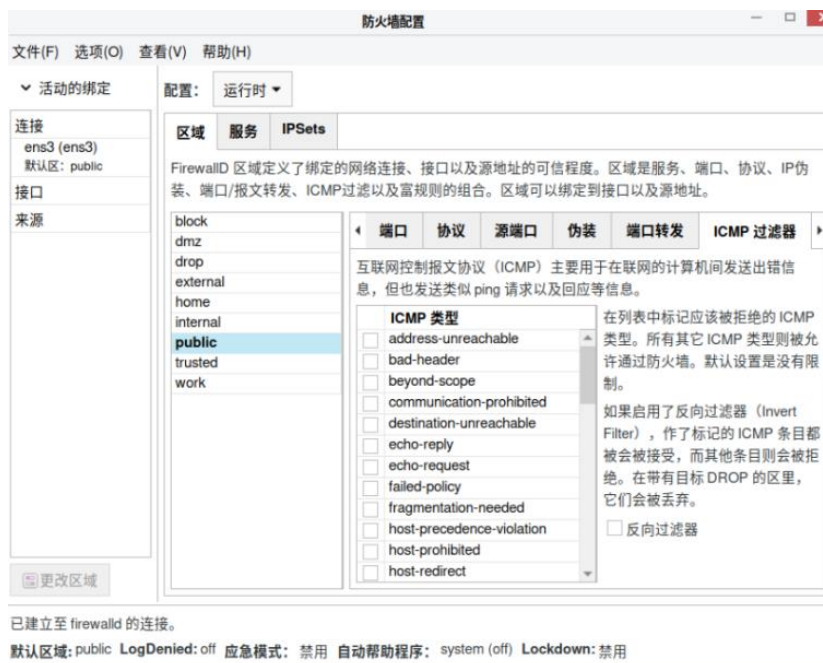 防火墙配置
文件(F) 选项(O) 查看(V) 帮助(H)
活动的绑定
配置： 运行时
连接
ens3 (ens3)
默认区：public
接口
来源
更改区域
区域 服务 IPSets
FirewallD 区域定义了绑定的网络连接、接口以及源地址的可信程度。区域是服务、端口、协议、IP伪
装、端口/报文转发、ICMP过滤以及富规则的组合。区域可以绑定到接口以及源地址。
block
dmz
drop
external
home
internal
public
trusted
work
端口 协议 源端口 伪装 端口转发 ICMP 过滤器
互联网控制报文协议（ICMP）主要用于在联网的计算机间发送出错信
息，但也发送类似 ping 请求以及回应等信息。
ICMP 类型
address-unreachable
bad-header
beyond-scope
communication-prohibited
destination-unreachable
echo-reply
echo-request
failed-policy
fragmentation-needed
host-precedence-violation
host-prohibited
host-redirect
在列表中标记应该被拒绝的 ICMP
类型。所有其它 ICMP 类型则被允
许通过防火墙。默认设置是没有限
制。
如果启用了反向过滤器（Invert
Filter），作了标记的 ICMP 条目都
被会被接受，而其他条目则会被拒
绝。在带有目标 DROP 的区里，
它们会被丢弃。
反向过滤器
已建立至 firewalld 的连接。
默认区域: public LogDenied: off 应急模式： 禁用 自动帮助程序： system (off) Lockdown: 禁用